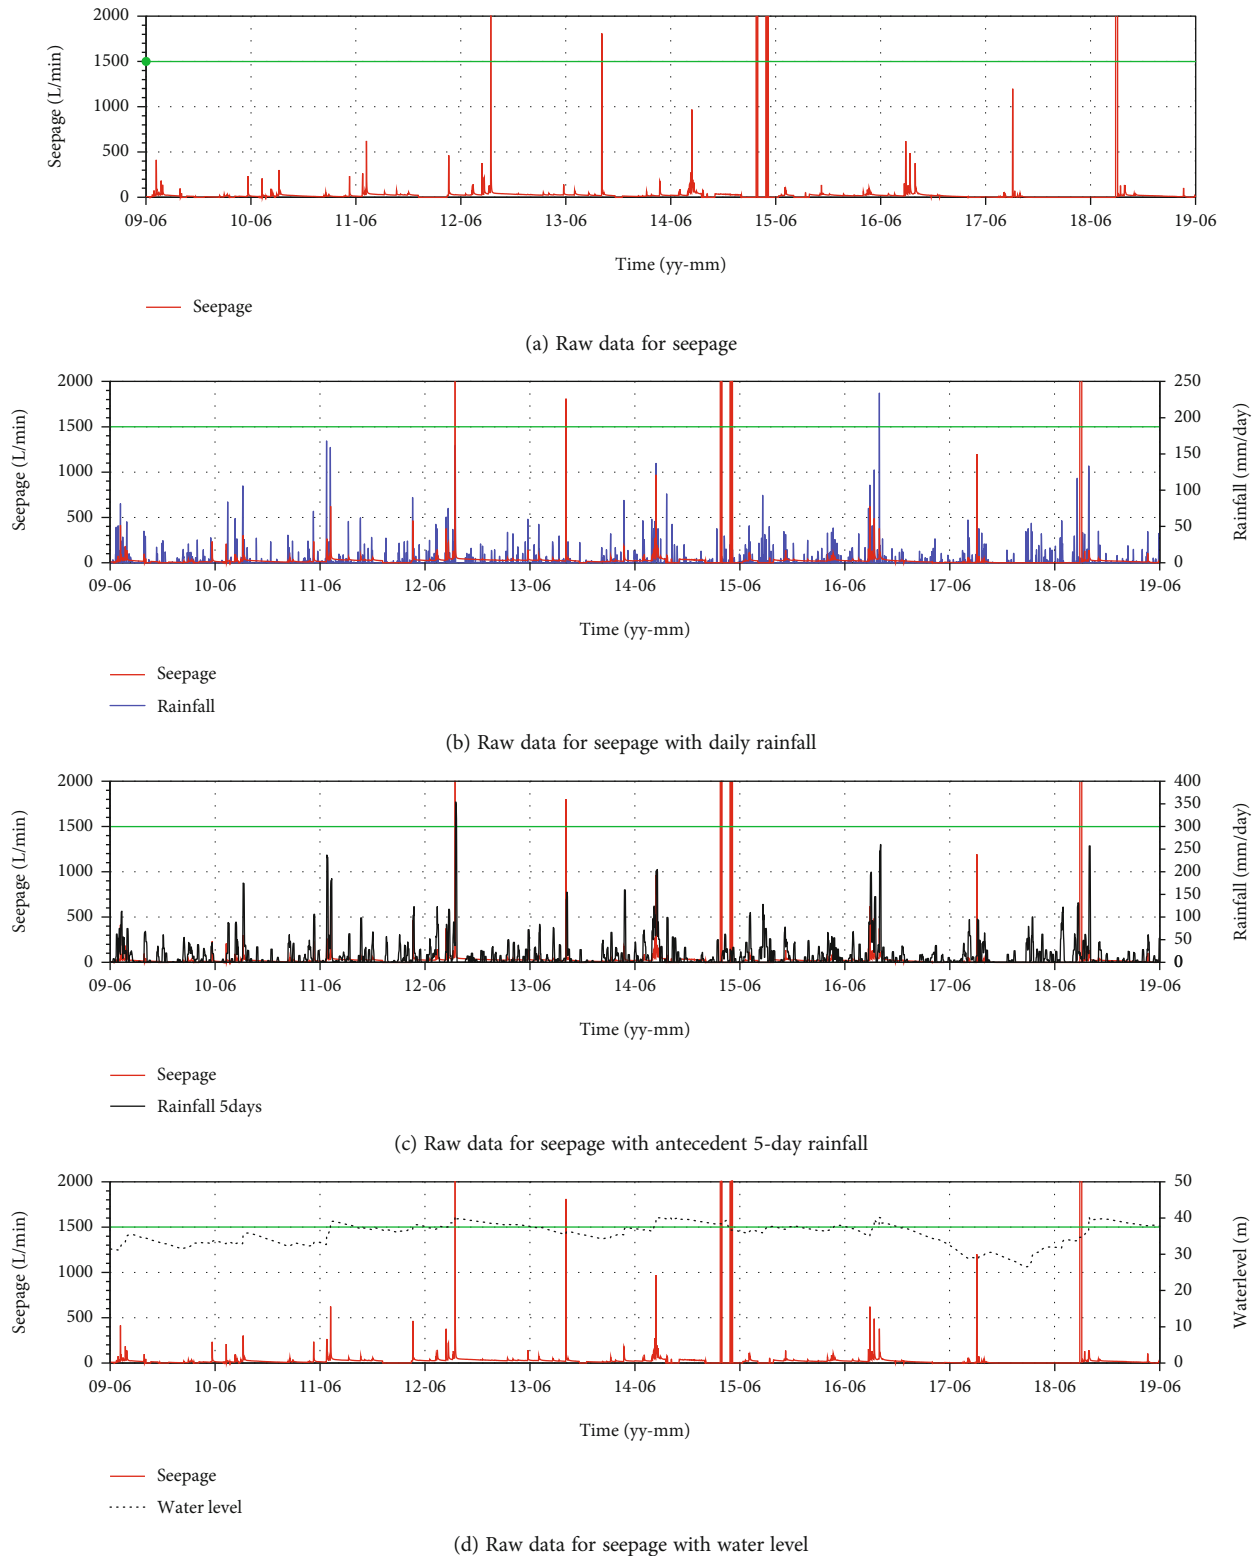 2000
1500
1000
500
0
Seepage (L/min)
09-06 10-06 11-06 12-06 13-06 14-06 15-06 16-06 17-06 18-06 19-06
Time (yy-mm)
Seepage
(a) Raw data for seepage
2000
1500
1000
500
0
Seepage (L/min)
250
200
150
100
50
0
Rainfall (mm/day)
09-06 10-06 11-06 12-06 13-06 14-06 15-06 16-06 17-06 18-06 19-06
Time (yy-mm)
Seepage
Rainfall
(b) Raw data for seepage with daily rainfall
2000
1500
1000
500
0
Seepage (L/min)
400
350
300
250
200
150
100
50
0
Rainfall (mm/day)
09-06 10-06 11-06 12-06 13-06 14-06 15-06 16-06 17-06 18-06 19-06
Time (yy-mm)
Seepage
Rainfall 5days
(c) Raw data for seepage with antecedent 5-day rainfall
2000
1500
1000
500
0
Seepage (L/min)
50
40
30
20
10
0
Waterlevel (m)
09-06 10-06 11-06 12-06 13-06 14-06 15-06 16-06 17-06 18-06 19-06
Time (yy-mm)
Seepage
Water level
(d) Raw data for seepage with water level